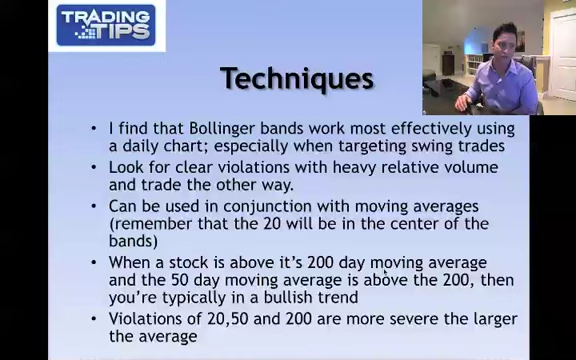 TRADING
TIPS
Techniques
• I find that Bollinger bands work most effectively using
a daily chart; especially when targeting swing trades
• Look for clear violations with heavy relative volume
and trade the other way.
• Can be used in conjunction with moving averages
(remember that the 20 will be in the center of the
bands)
• When a stock is above it's 200 day moving average
and the 50 day moving average is above the 200, then
you're typically in a bullish trend
• Violations of 20,50 and 200 are more severe the larger
the average